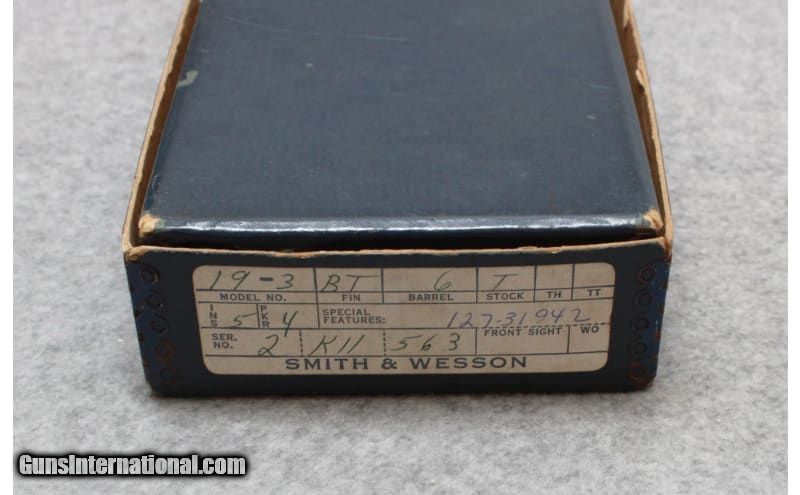 19-3 BT 6 T
MODEL NO. FIN BARREL STOCK TH TT
INS 5 PKR 4 SPECIAL FEATURES: 127-31942
SER. NO. 2 K11 563 FRONT SIGHT WO
SMITH & WESSON
GunsInternational.com